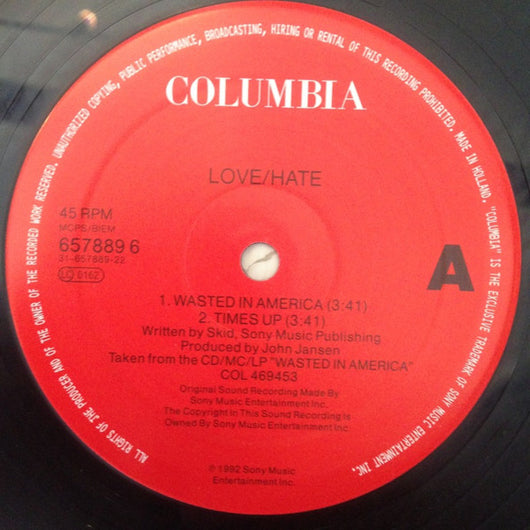 ALL RIGHTS OF THE PRODUCER AND OF THE OWNER OF THE RECORDED WORK RESERVED. UNAUTHORIZED COPYING, PUBLIC PERFORMANCE, BROADCASTING, HIRING OR RENTAL OF THIS RECORDING PROHIBITED. MADE IN HOLLAND. "COLUMBIA" IS THE EXCLUSIVE TRADEMARK OF SONY MUSIC ENTERTAINMENT INC.
COLUMBIA
LOVE/HATE
45 RPM
MCPS/BIEM
657889 6
31-657889-22
LC 0162
A
1. WASTED IN AMERICA (3:41)
2. TIMES UP (3:41)
Written by Skid, Sony Music Publishing
Produced by John Jansen
Taken from the CD/MC/LP "WASTED IN AMERICA"
COL 469453
Original Sound Recording Made By
Sony Music Entertainment Inc.
The Copyright In This Sound Recording Is
Owned By Sony Music Entertainment Inc.
℗ 1992 Sony Music
Entertainment Inc.